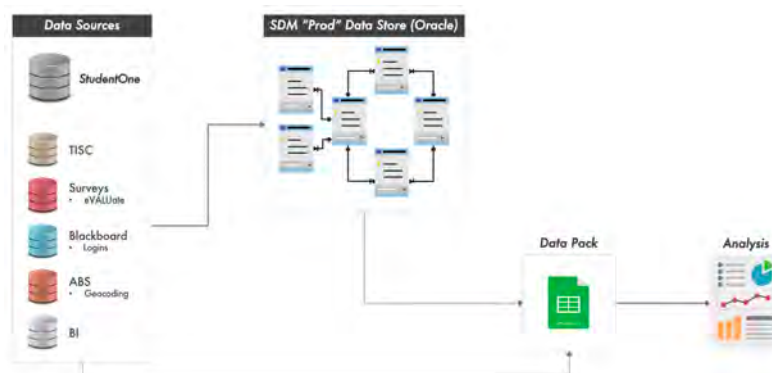 Data Sources
StudentOne
TISC
Surveys
• eVALUate
Blackboard
• Logins
ABS
• Geocoding
BI
SDM "Prod" Data Store (Oracle)
Data Pack
Analysis